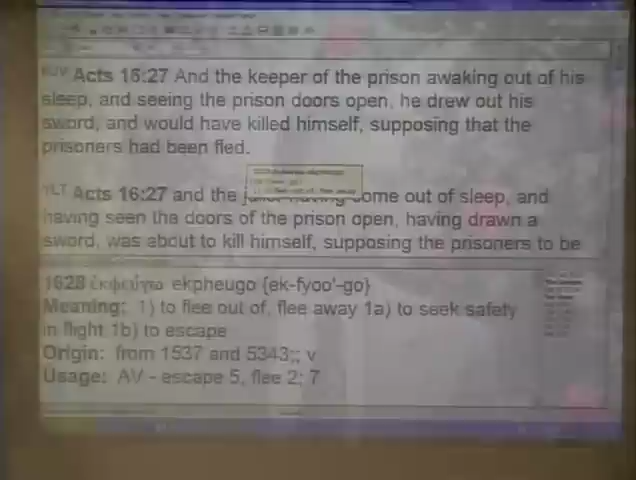 KJV Acts 16:27 And the keeper of the prison awaking out of his
sleep, and seeing the prison doors open, he drew out his
sword, and would have killed himself, supposing that the
prisoners had been fled.
YLT Acts 16:27 and the jailor having come out of sleep, and
having seen the doors of the prison open, having drawn a
sword, was about to kill himself, supposing the prisoners to be
1628 ἐκφεύγω ekpheugo {ek-fyoo'-go}
Meaning: 1) to flee out of, flee away 1a) to seek safety
in flight 1b) to escape
Origin: from 1537 and 5343;; v
Usage: AV - escape 5, flee 2; 7